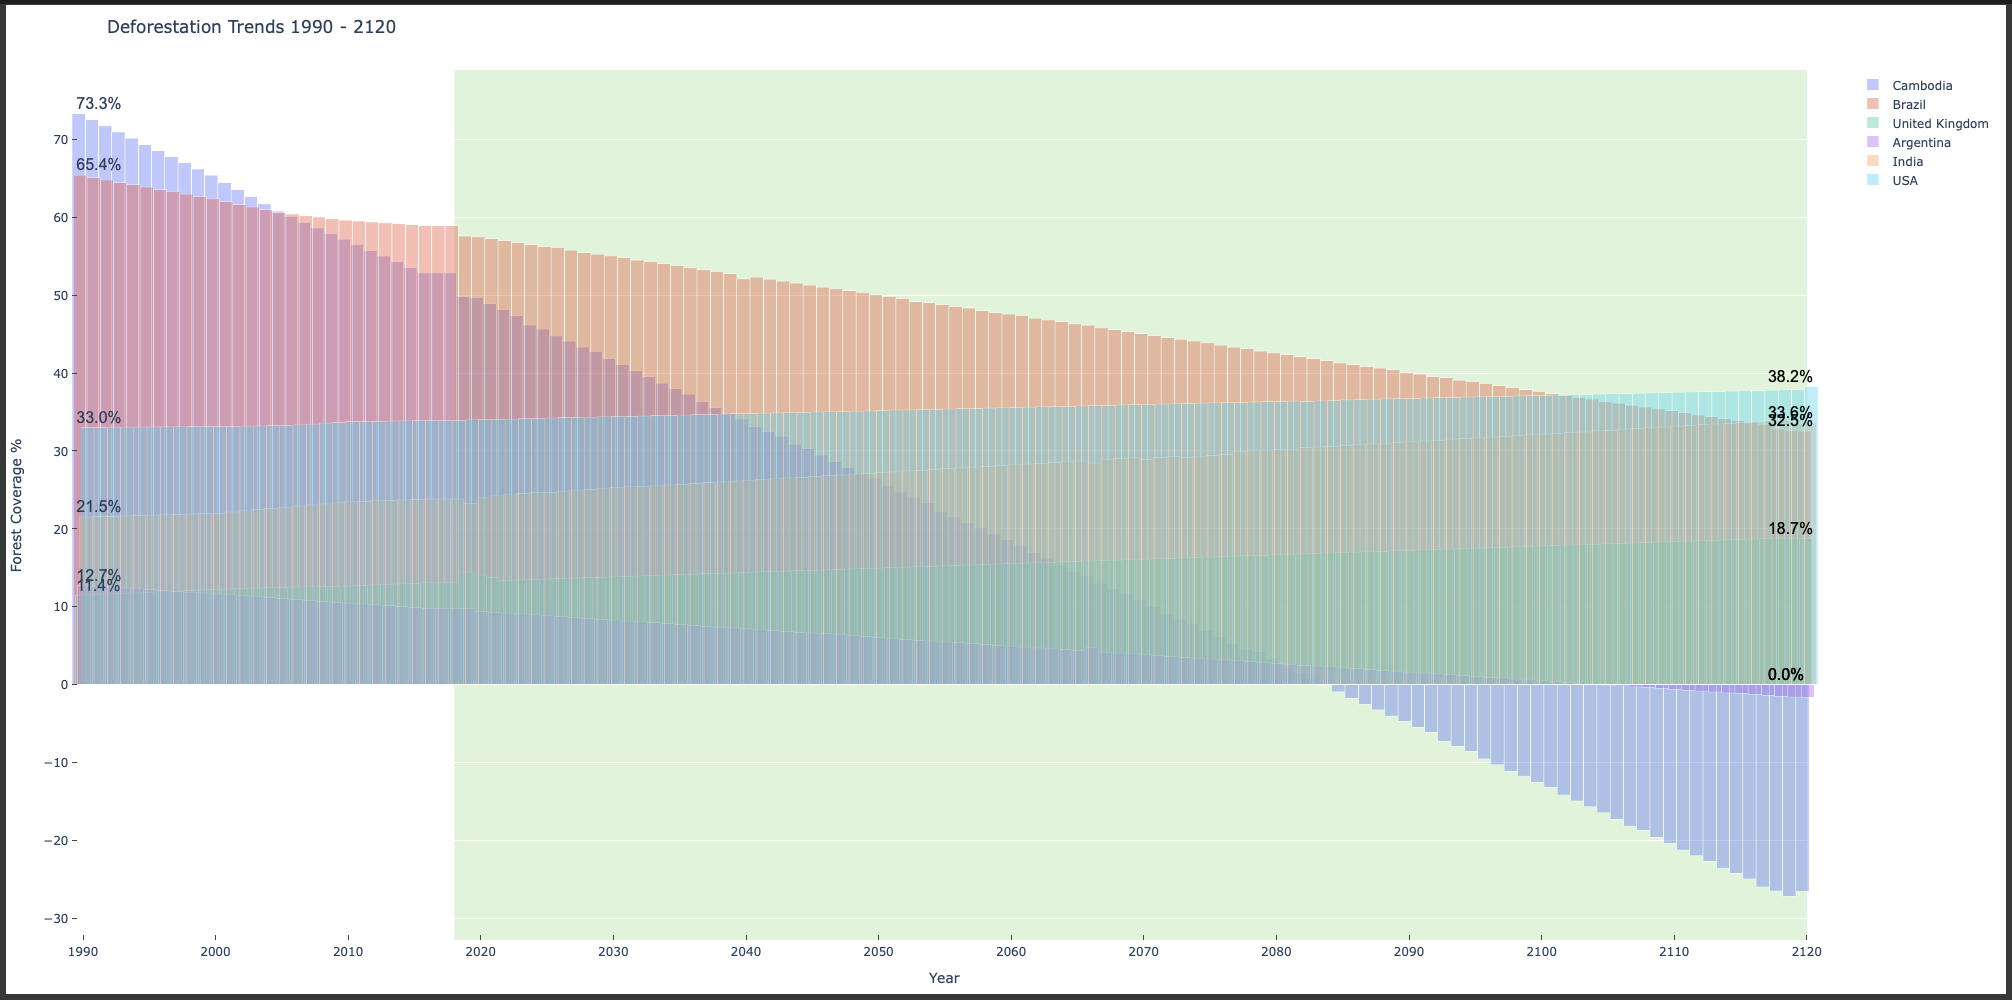 Deforestation Trends 1990 - 2120
Cambodia
Brazil
United Kingdom
Argentina
India
USA
73.3%
65.4%
33.0%
21.5%
12.7%
11.4%
38.2%
33.6%
32.5%
18.7%
0.0%
70
60
50
40
30
20
10
0
−10
−20
−30
Forest Coverage %
1990 2000 2010 2020 2030 2040 2050 2060 2070 2080 2090 2100 2110 2120
Year